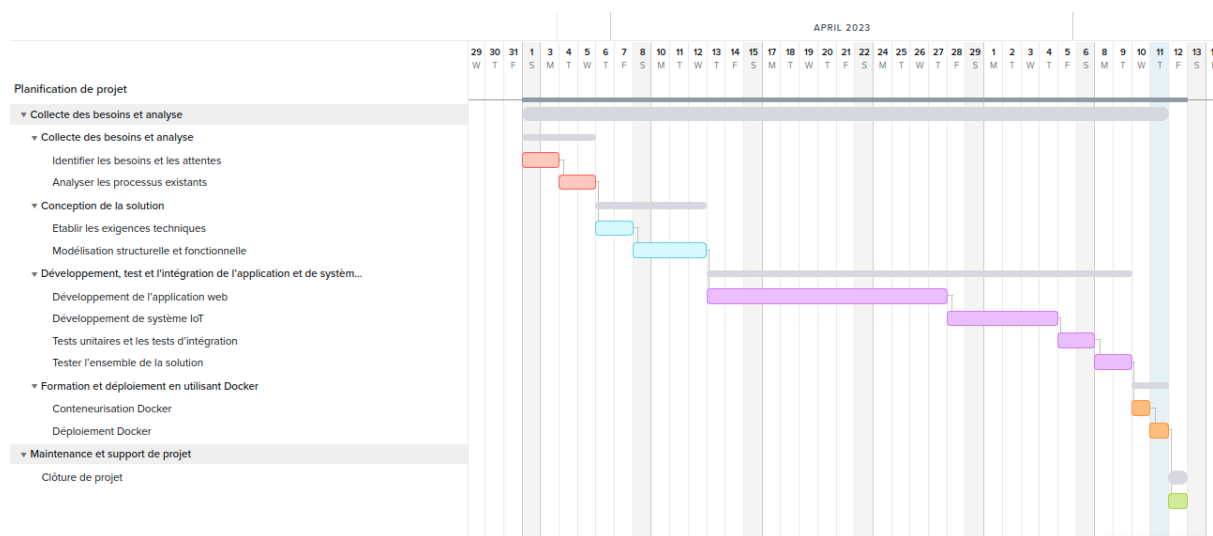 APRIL 2023
29 30 31 1 3 4 5 6 7 8 10 11 12 13 14 15 17 18 19 20 21 22 24 25 26 27 28 29 1 2 3 4 5 6 8 9 10 11 12 13 1
W T F S M T W T F S M T W T F S M T W T F S M T W T F S M T W T F S M T W T F S M
Planification de projet
Collecte des besoins et analyse
Collecte des besoins et analyse
Identifier les besoins et les attentes
Analyser les processus existants
Conception de la solution
Etablir les exigences techniques
Modélisation structurelle et fonctionnelle
Développement, test et l'intégration de l'application et de systèm...
Développement de l'application web
Développement de système IoT
Tests unitaires et les tests d'intégration
Tester l'ensemble de la solution
Formation et déploiement en utilisant Docker
Conteneurisation Docker
Déploiement Docker
Maintenance et support de projet
Clôture de projet